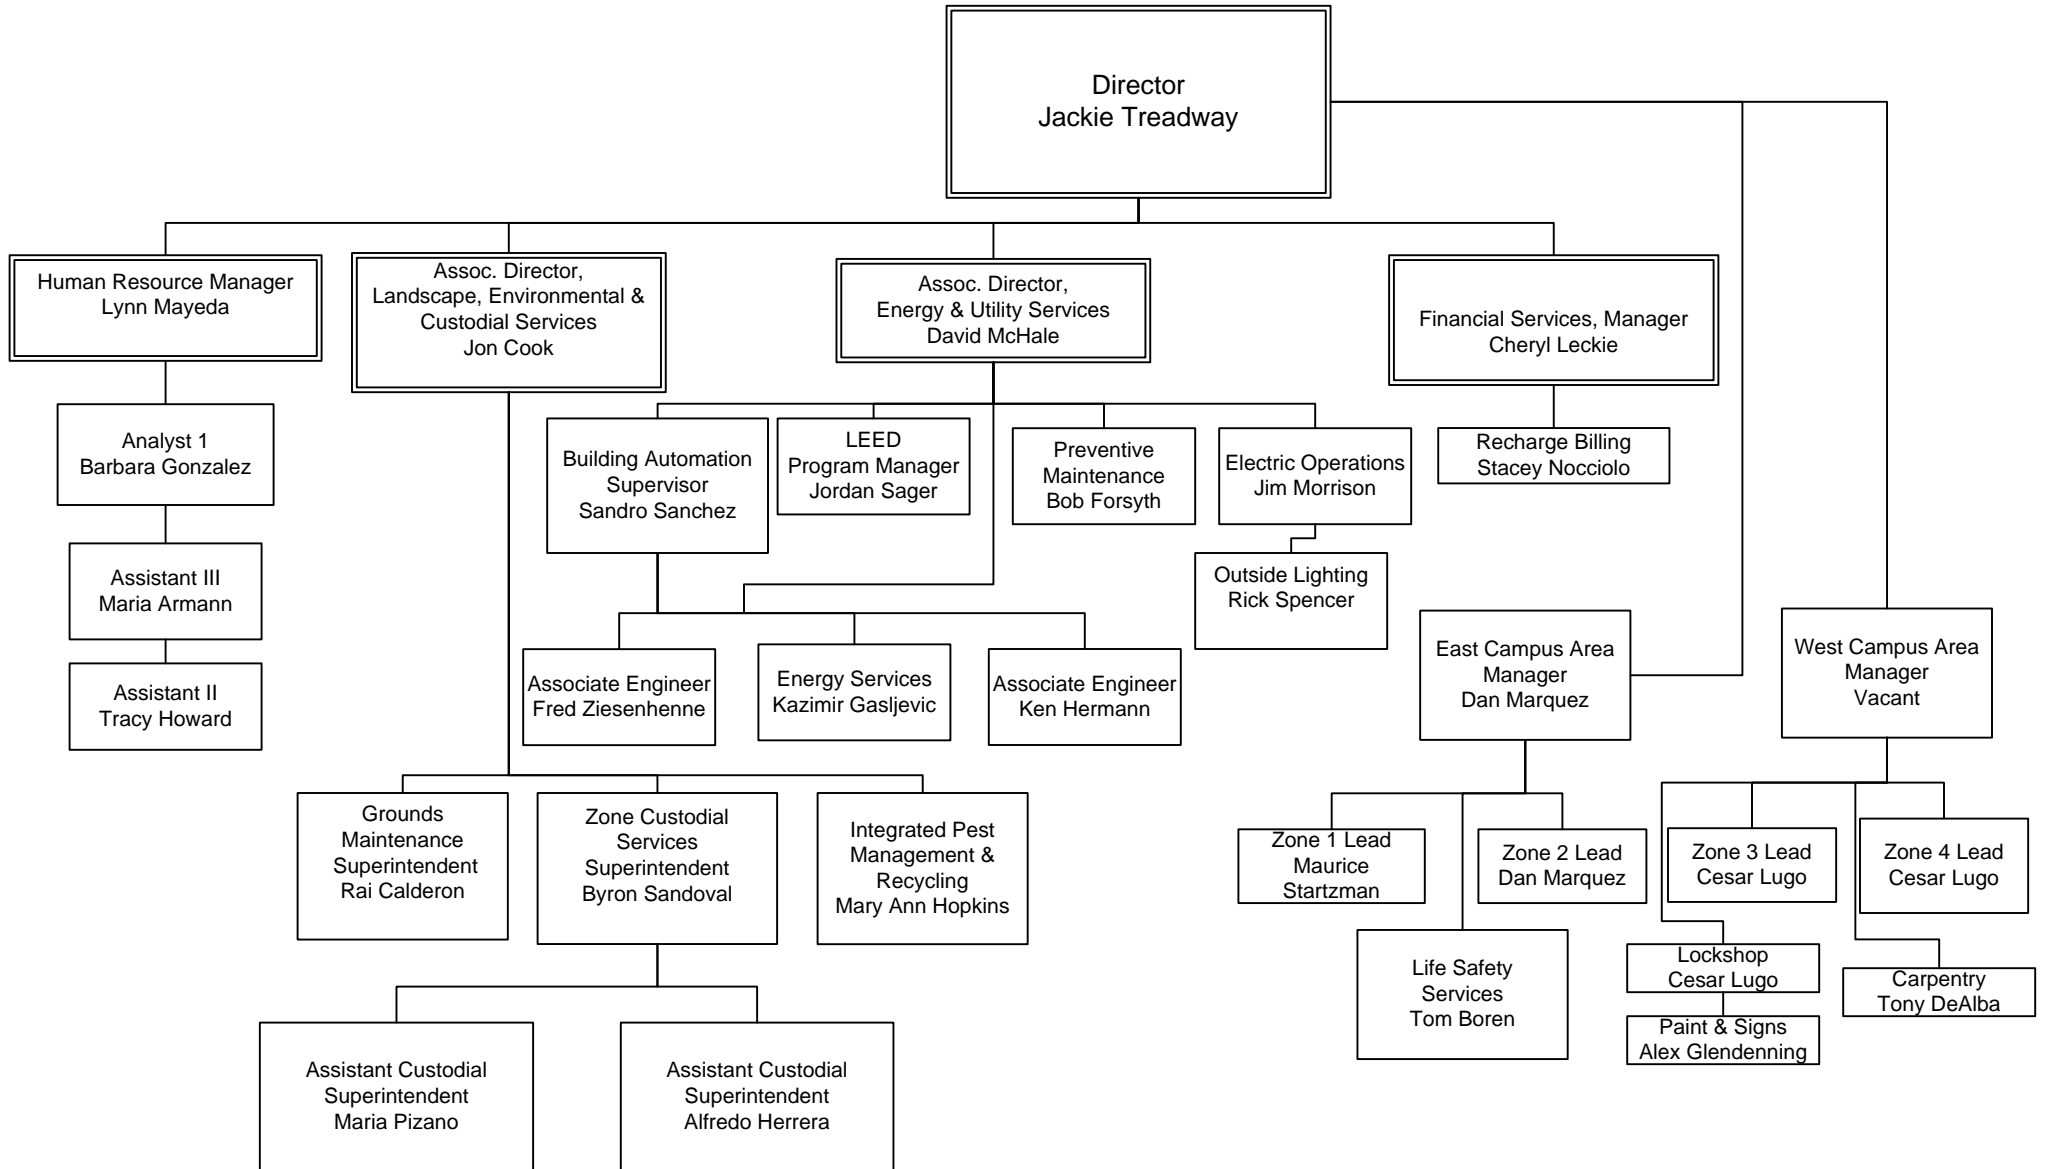 Director
Jackie Treadway
Human Resource Manager
Lynn Mayeda
Assoc. Director,
Landscape, Environmental &
Custodial Services
Jon Cook
Assoc. Director,
Energy & Utility Services
David McHale
Financial Services, Manager
Cheryl Leckie
Analyst 1
Barbara Gonzalez
Building Automation
Supervisor
Sandro Sanchez
LEED
Program Manager
Jordan Sager
Preventive
Maintenance
Bob Forsyth
Electric Operations
Jim Morrison
Recharge Billing
Stacey Nocciolo
Assistant III
Maria Armann
Outside Lighting
Rick Spencer
Assistant II
Tracy Howard
Associate Engineer
Fred Ziesenhenne
Energy Services
Kazimir Gasljevic
Associate Engineer
Ken Hermann
East Campus Area
Manager
Dan Marquez
West Campus Area
Manager
Vacant
Grounds
Maintenance
Superintendent
Rai Calderon
Zone Custodial
Services
Superintendent
Byron Sandoval
Integrated Pest
Management &
Recycling
Mary Ann Hopkins
Zone 1 Lead
Maurice
Startzman
Zone 2 Lead
Dan Marquez
Zone 3 Lead
Cesar Lugo
Zone 4 Lead
Cesar Lugo
Life Safety
Services
Tom Boren
Lockshop
Cesar Lugo
Carpentry
Tony DeAlba
Paint & Signs
Alex Glendenning
Assistant Custodial
Superintendent
Maria Pizano
Assistant Custodial
Superintendent
Alfredo Herrera